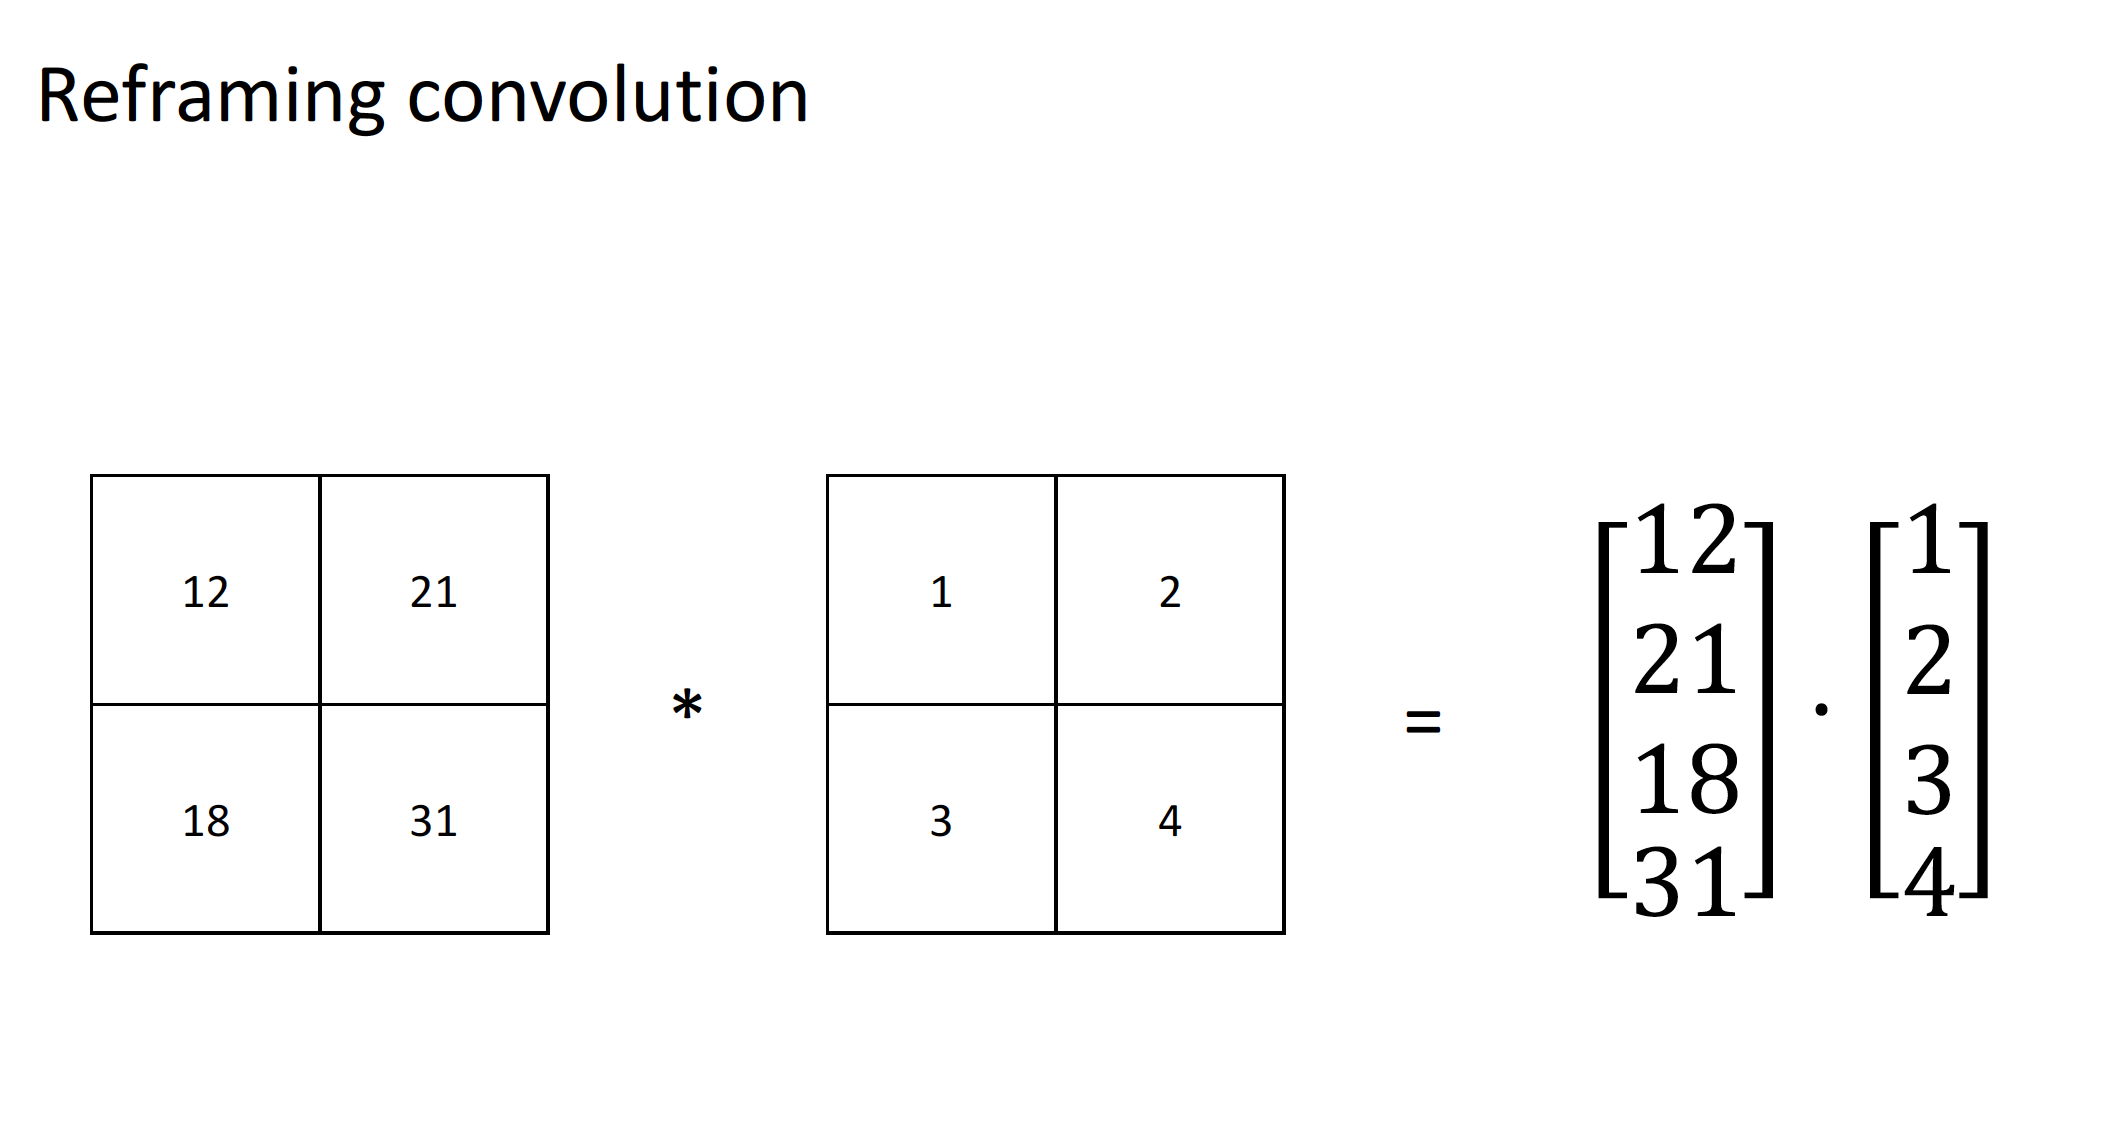 Reframing convolution
12 21 1 2
18 31 3 4
* = ·
12 1
21 2
18 3
31 4